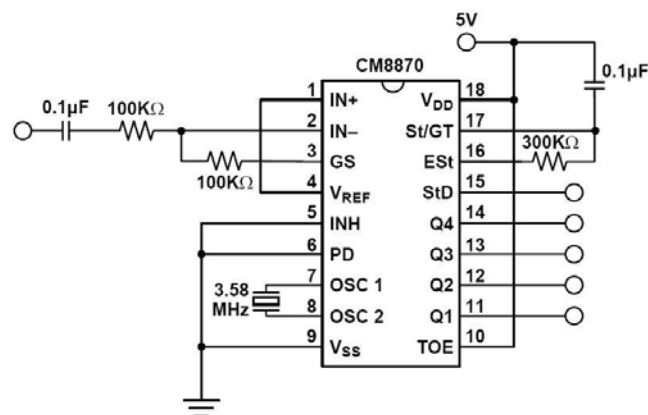 5V
CM8870
0.1µF
100KΩ
100KΩ
0.1µF
300KΩ
1 IN+
2 IN–
3 GS
4 VREF
5 INH
6 PD
7 OSC 1
8 OSC 2
9 VSS
3.58
MHz
VDD 18
St/GT 17
ESt 16
StD 15
Q4 14
Q3 13
Q2 12
Q1 11
TOE 10